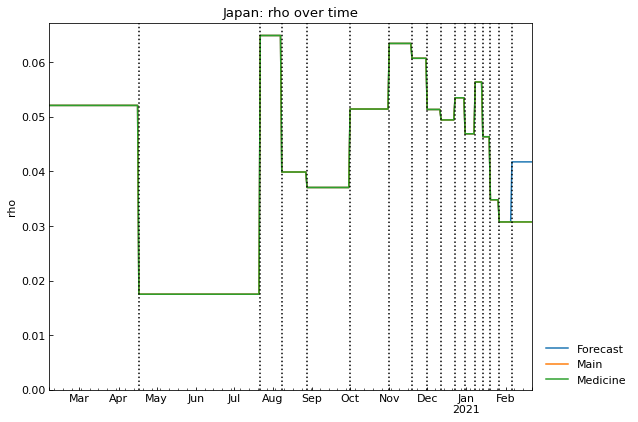 Japan: rho over time
rho
0.06
0.05
0.04
0.03
0.02
0.01
0.00
Mar Apr May Jun Jul Aug Sep Oct Nov Dec Jan Feb
2021
Forecast
Main
Medicine